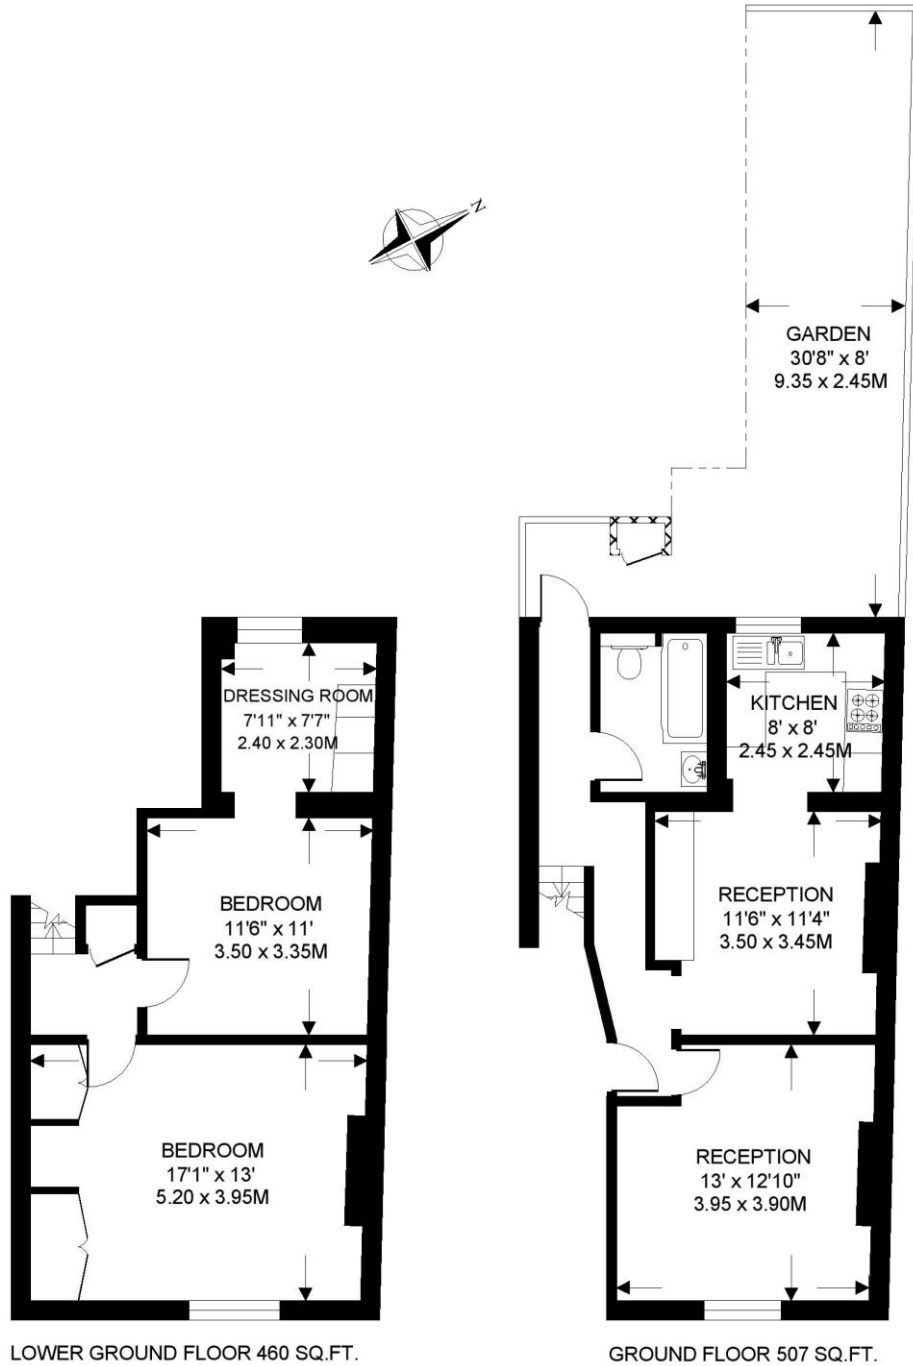 N
GARDEN
30'8" x 8'
9.35 x 2.45M
DRESSING ROOM
7'11" x 7'7"
2.40 x 2.30M
KITCHEN
8' x 8'
2.45 x 2.45M
BEDROOM
11'6" x 11'
3.50 x 3.35M
RECEPTION
11'6" x 11'4"
3.50 x 3.45M
BEDROOM
17'1" x 13'
5.20 x 3.95M
RECEPTION
13' x 12'10"
3.95 x 3.90M
LOWER GROUND FLOOR 460 SQ.FT.
GROUND FLOOR 507 SQ.FT.